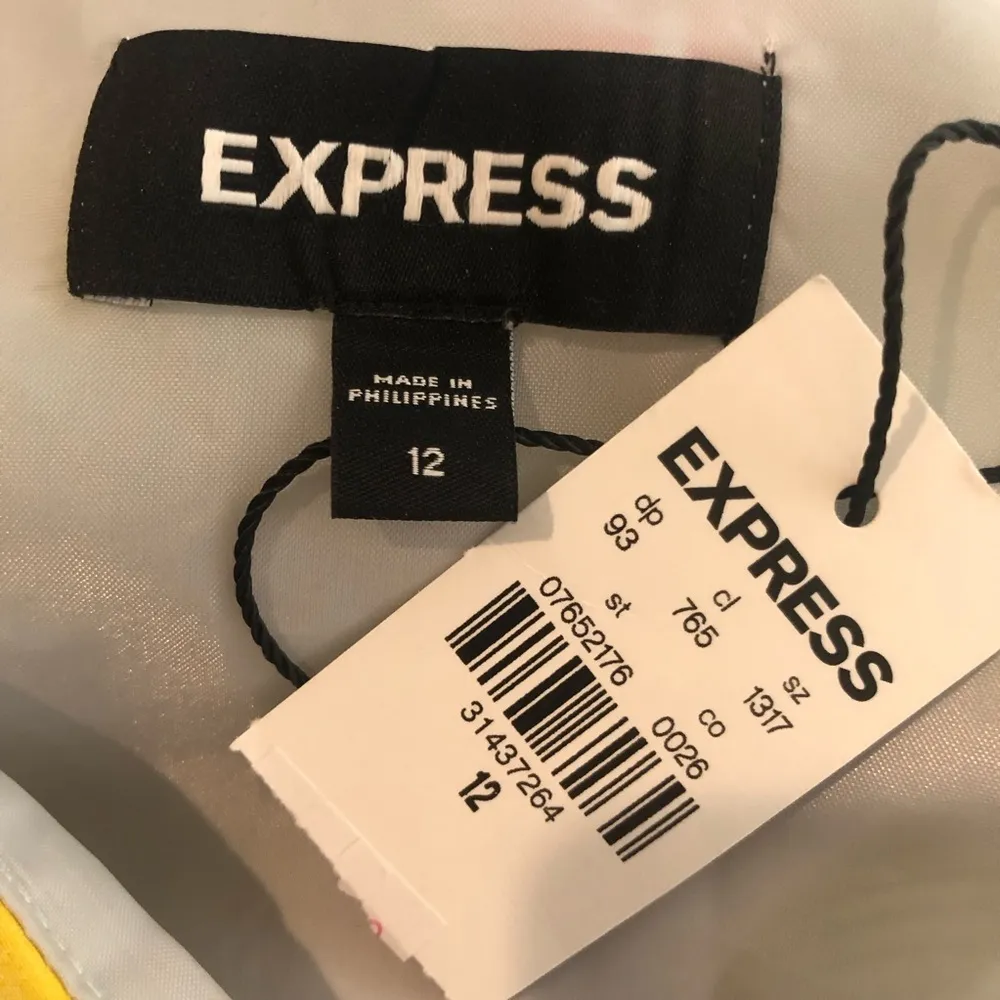 EXPRESS
MADE IN
PHILIPPINES
12
EXPRESS
dp cl sz
93 765 1317
st co
07652176 0026
31437264
12